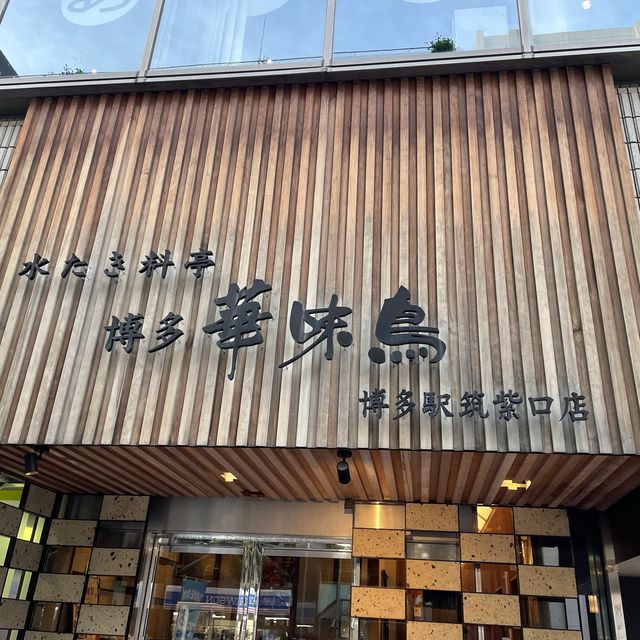 水たき料亭
博多 華味鳥
博多駅筑紫口店